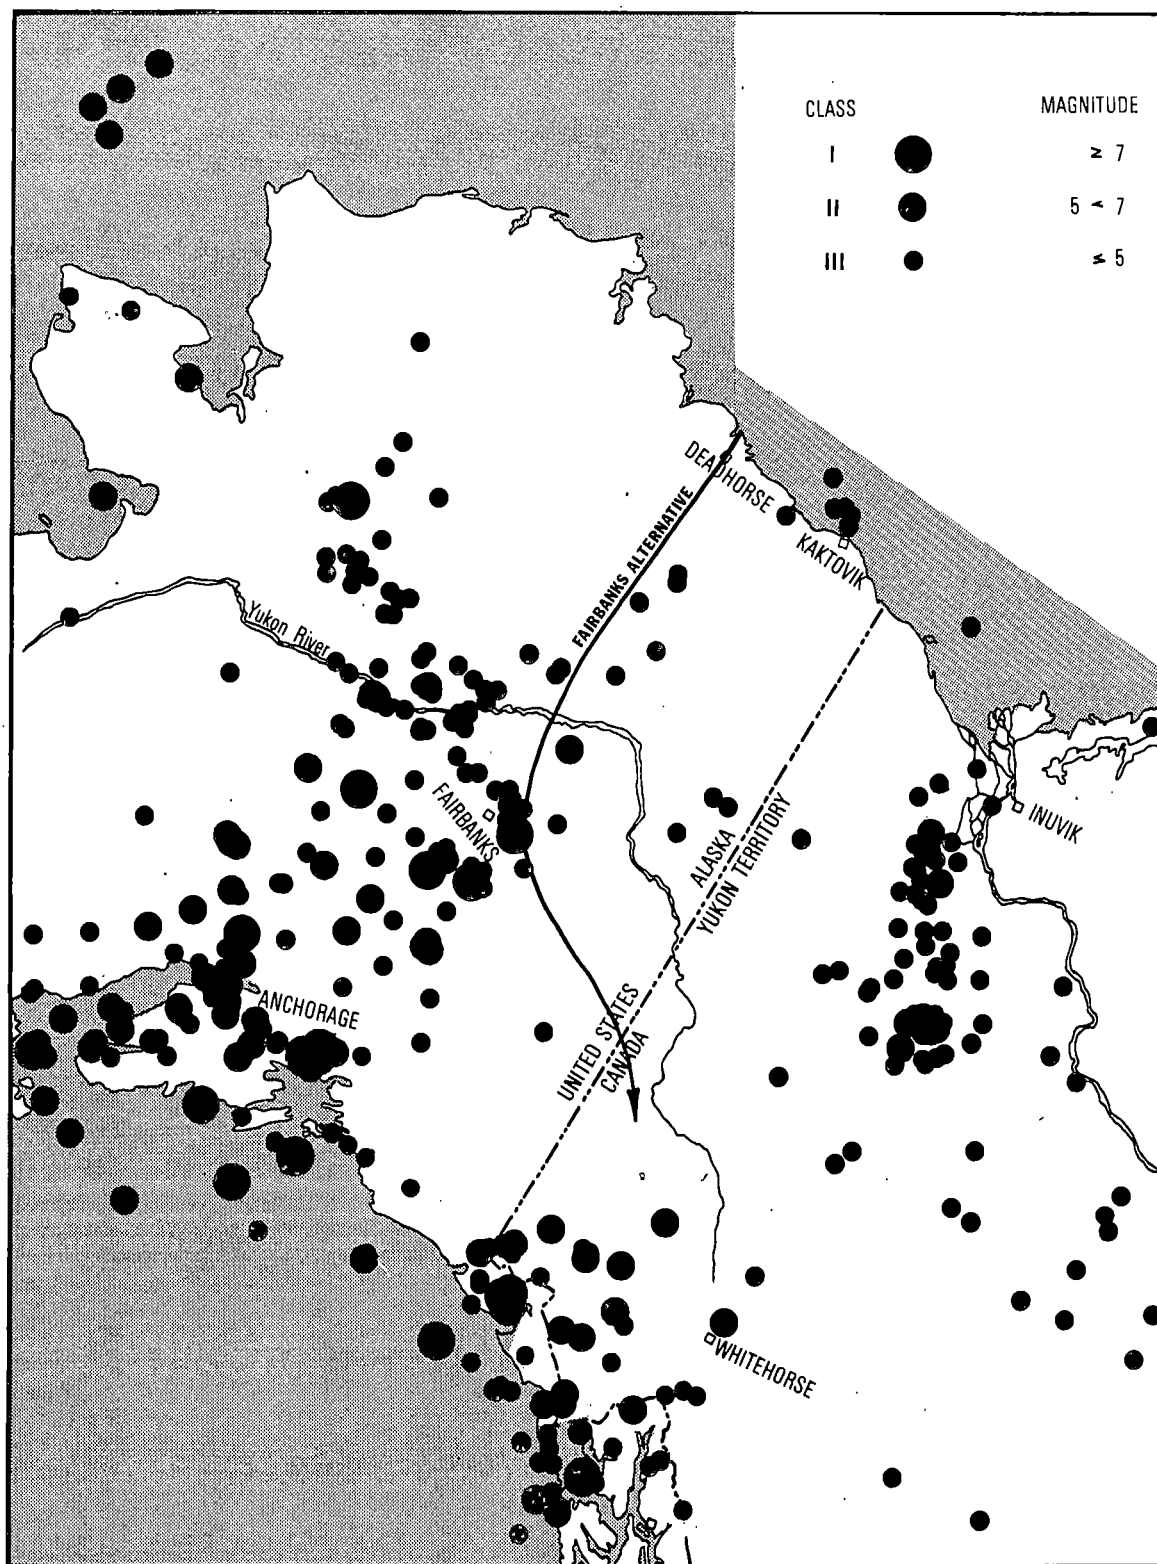 CLASS MAGNITUDE
I ≥ 7
II 5 < 7
III ≤ 5
DEADHORSE
KAKTOVIK
FAIRBANKS ALTERNATIVE
Yukon River
FAIRBANKS
INUVIK
ALASKA
YUKON TERRITORY
ANCHORAGE
UNITED STATES
CANADA
WHITEHORSE